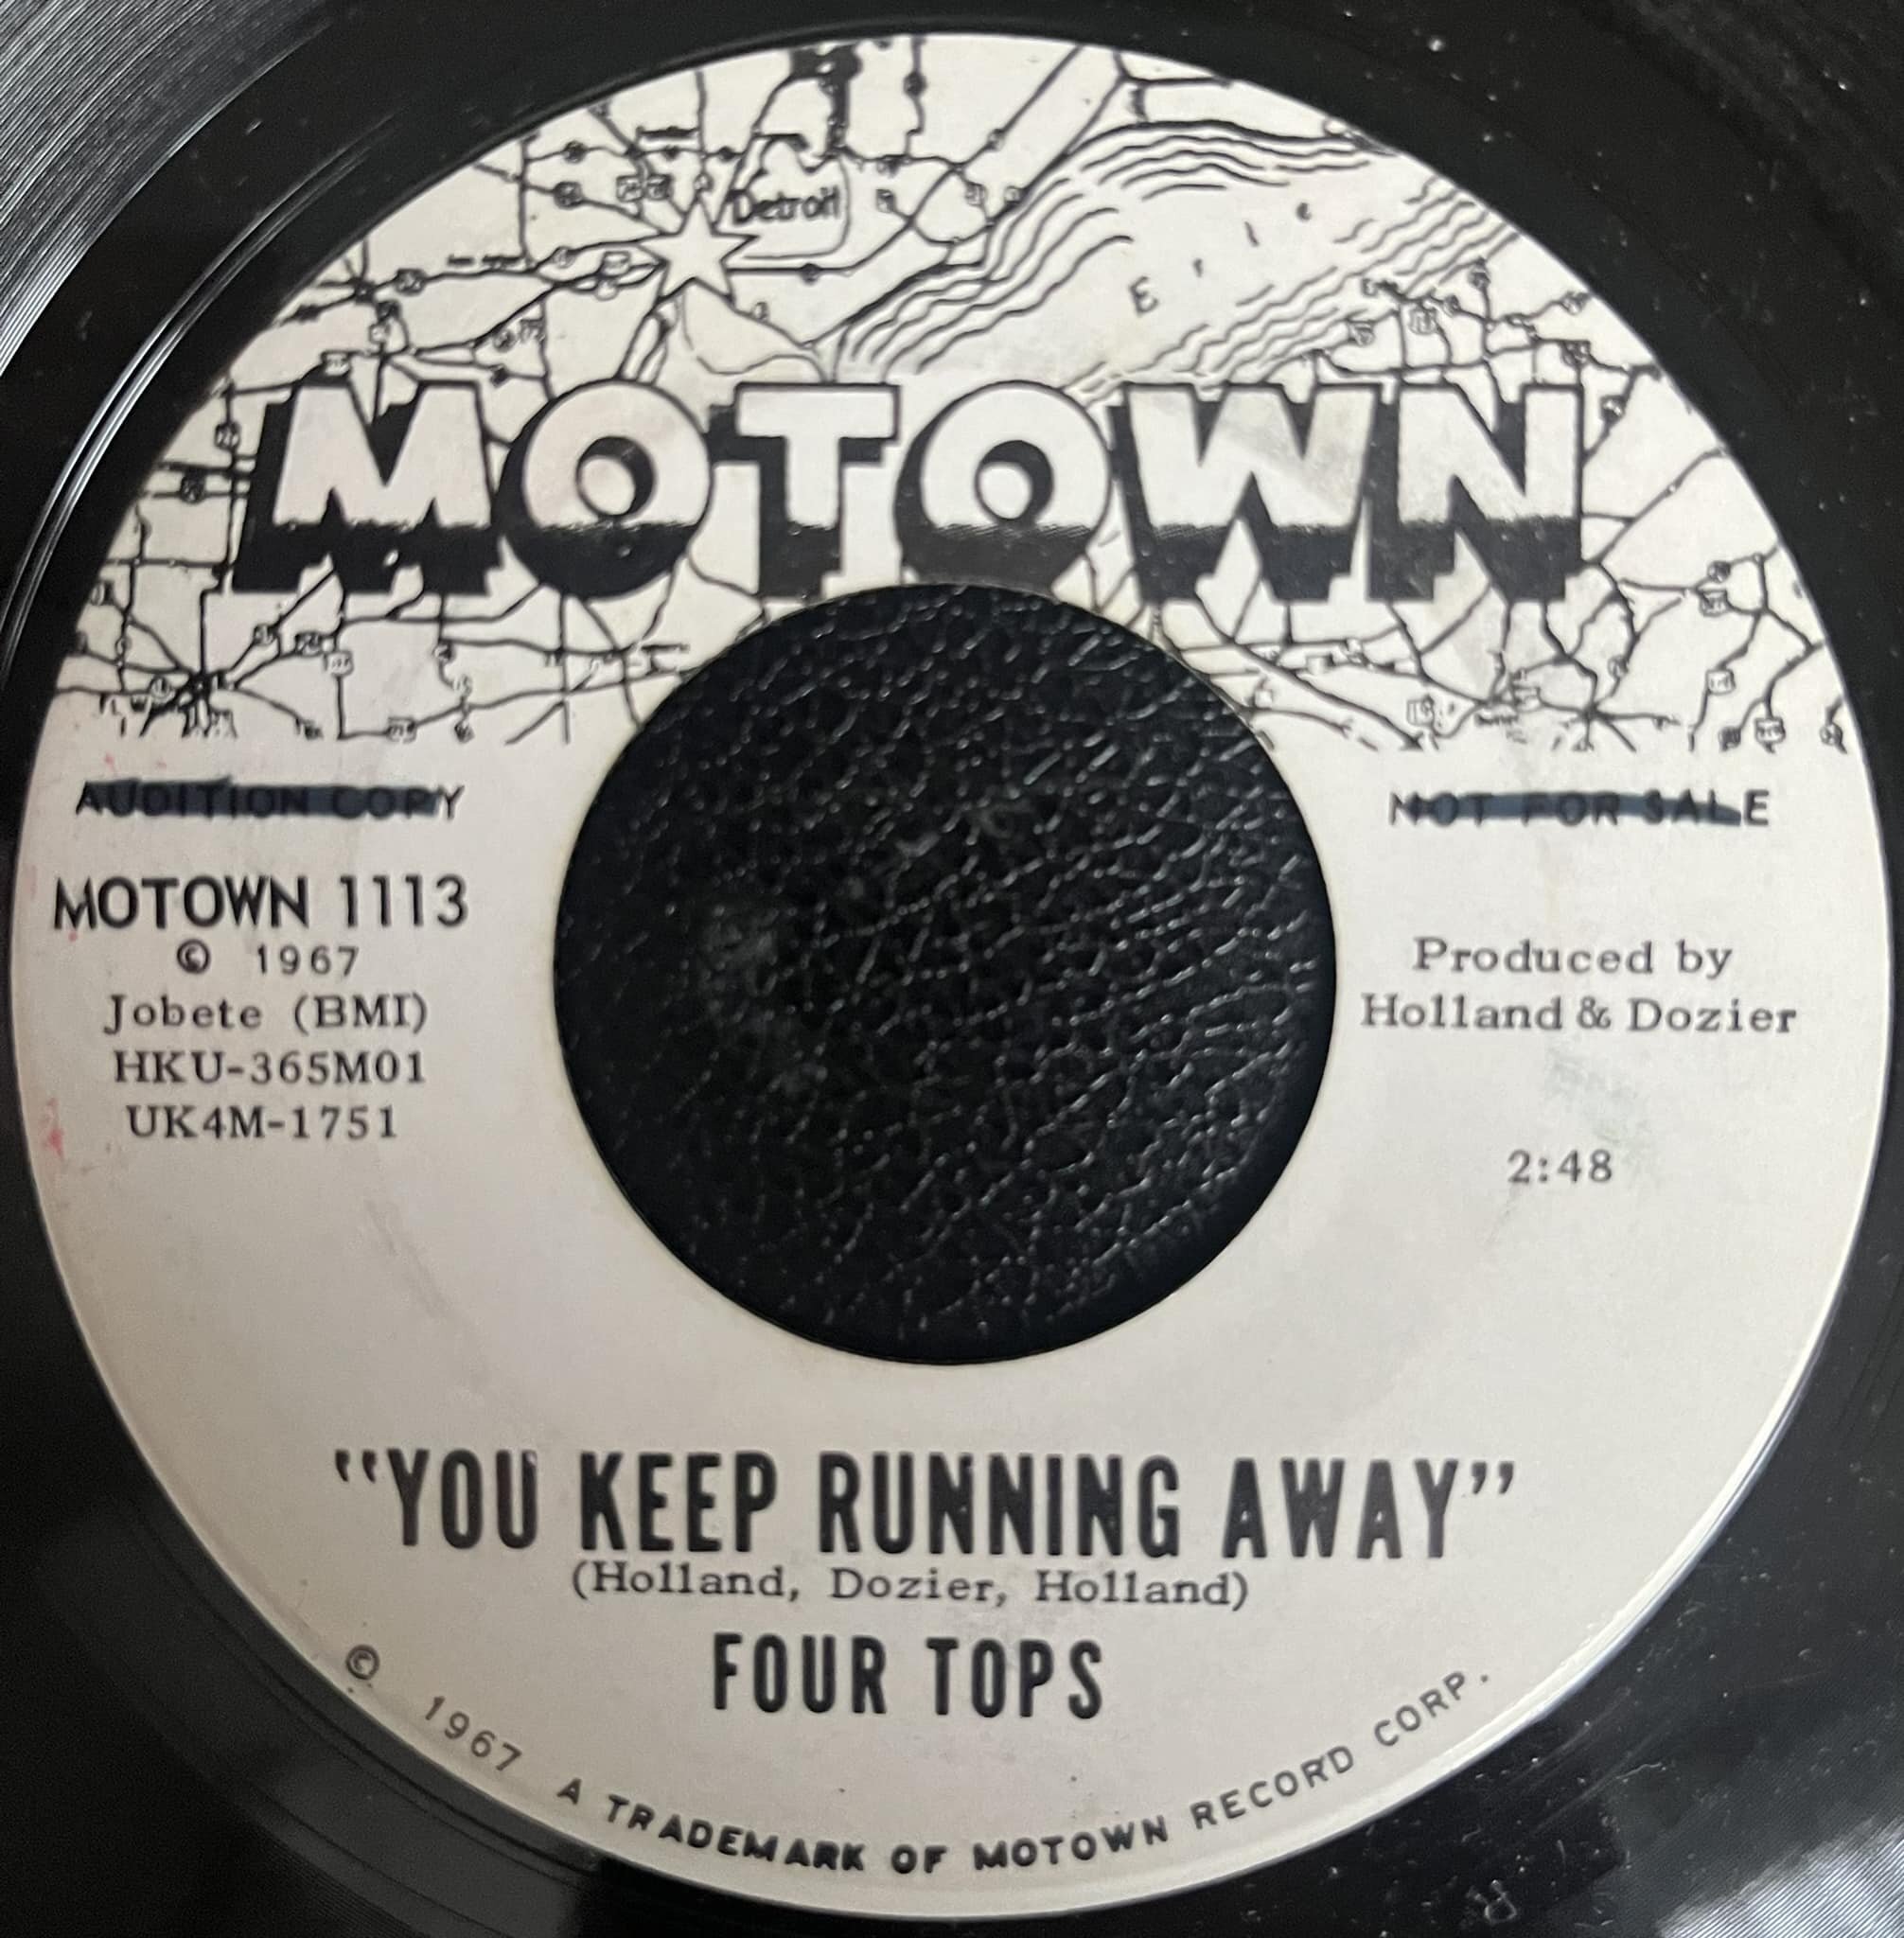 Detroit
E r i e
MOTOWN
AUDITION COPY
NOT FOR SALE
MOTOWN 1113
© 1967
Jobete (BMI)
HKU-365M01
UK4M-1751
Produced by
Holland & Dozier
2:48
"YOU KEEP RUNNING AWAY"
(Holland, Dozier, Holland)
FOUR TOPS
© 1967 A TRADEMARK OF MOTOWN RECORD CORP.